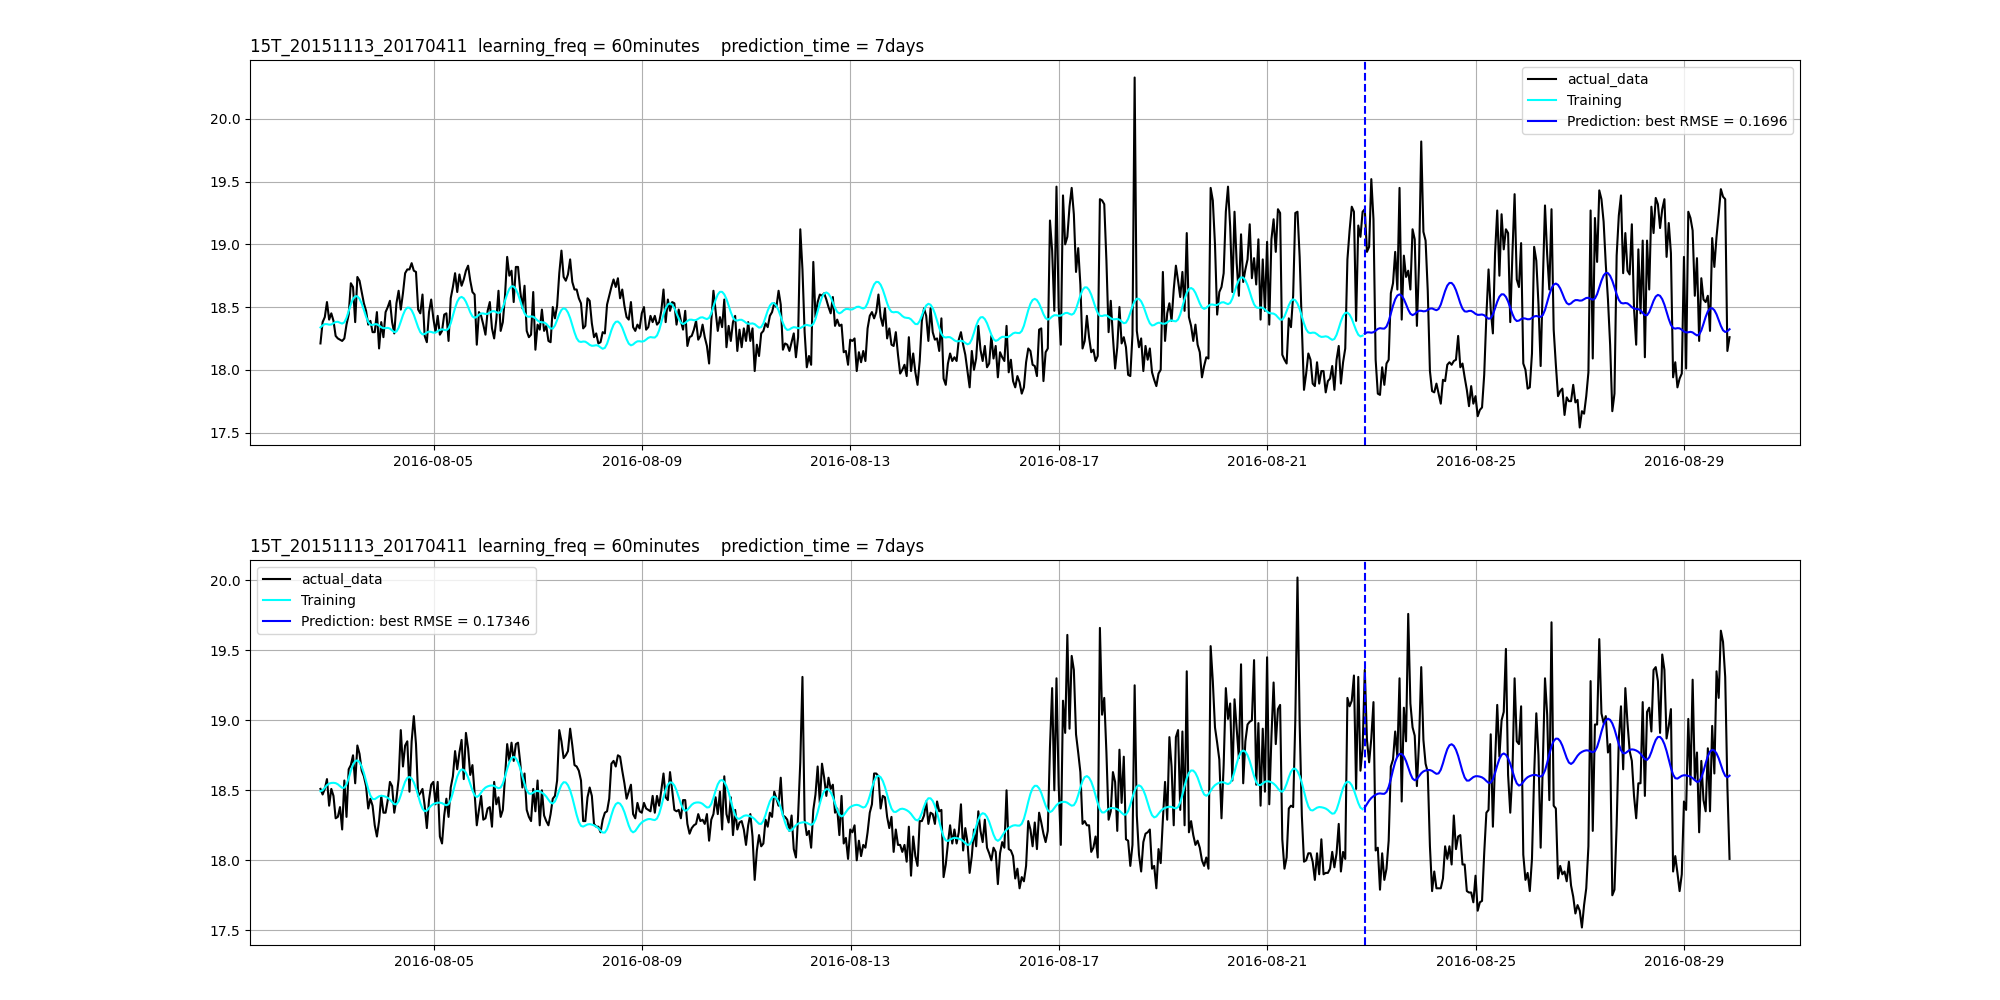 15T_20151113_20170411 learning_freq = 60minutes prediction_time = 7days
actual_data
Training
Prediction: best RMSE = 0.1696
20.0
19.5
19.0
18.5
18.0
17.5
2016-08-05 2016-08-09 2016-08-13 2016-08-17 2016-08-21 2016-08-25 2016-08-29
15T_20151113_20170411 learning_freq = 60minutes prediction_time = 7days
actual_data
Training
Prediction: best RMSE = 0.17346
20.0
19.5
19.0
18.5
18.0
17.5
2016-08-05 2016-08-09 2016-08-13 2016-08-17 2016-08-21 2016-08-25 2016-08-29